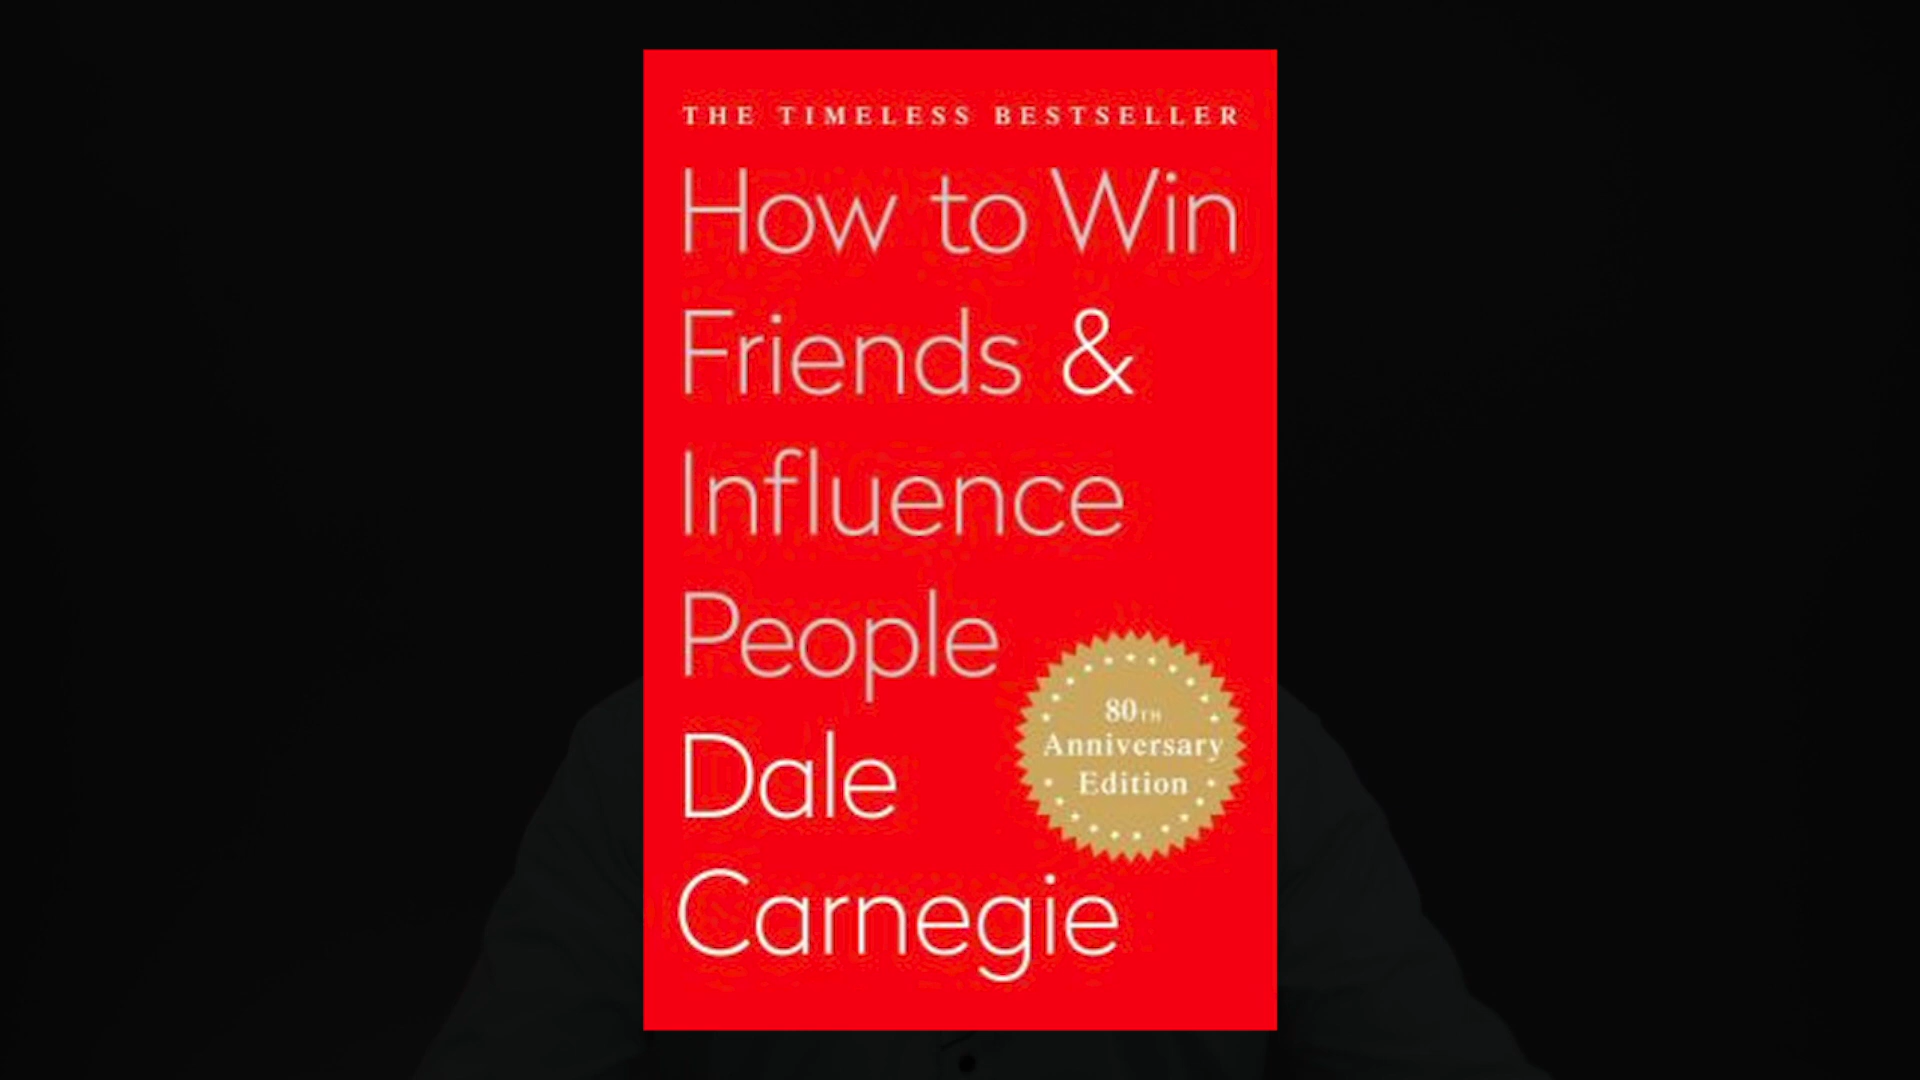 THE TIMELESS BESTSELLER
How to Win
Friends &
Influence
People
80TH
Anniversary
Edition
Dale
Carnegie